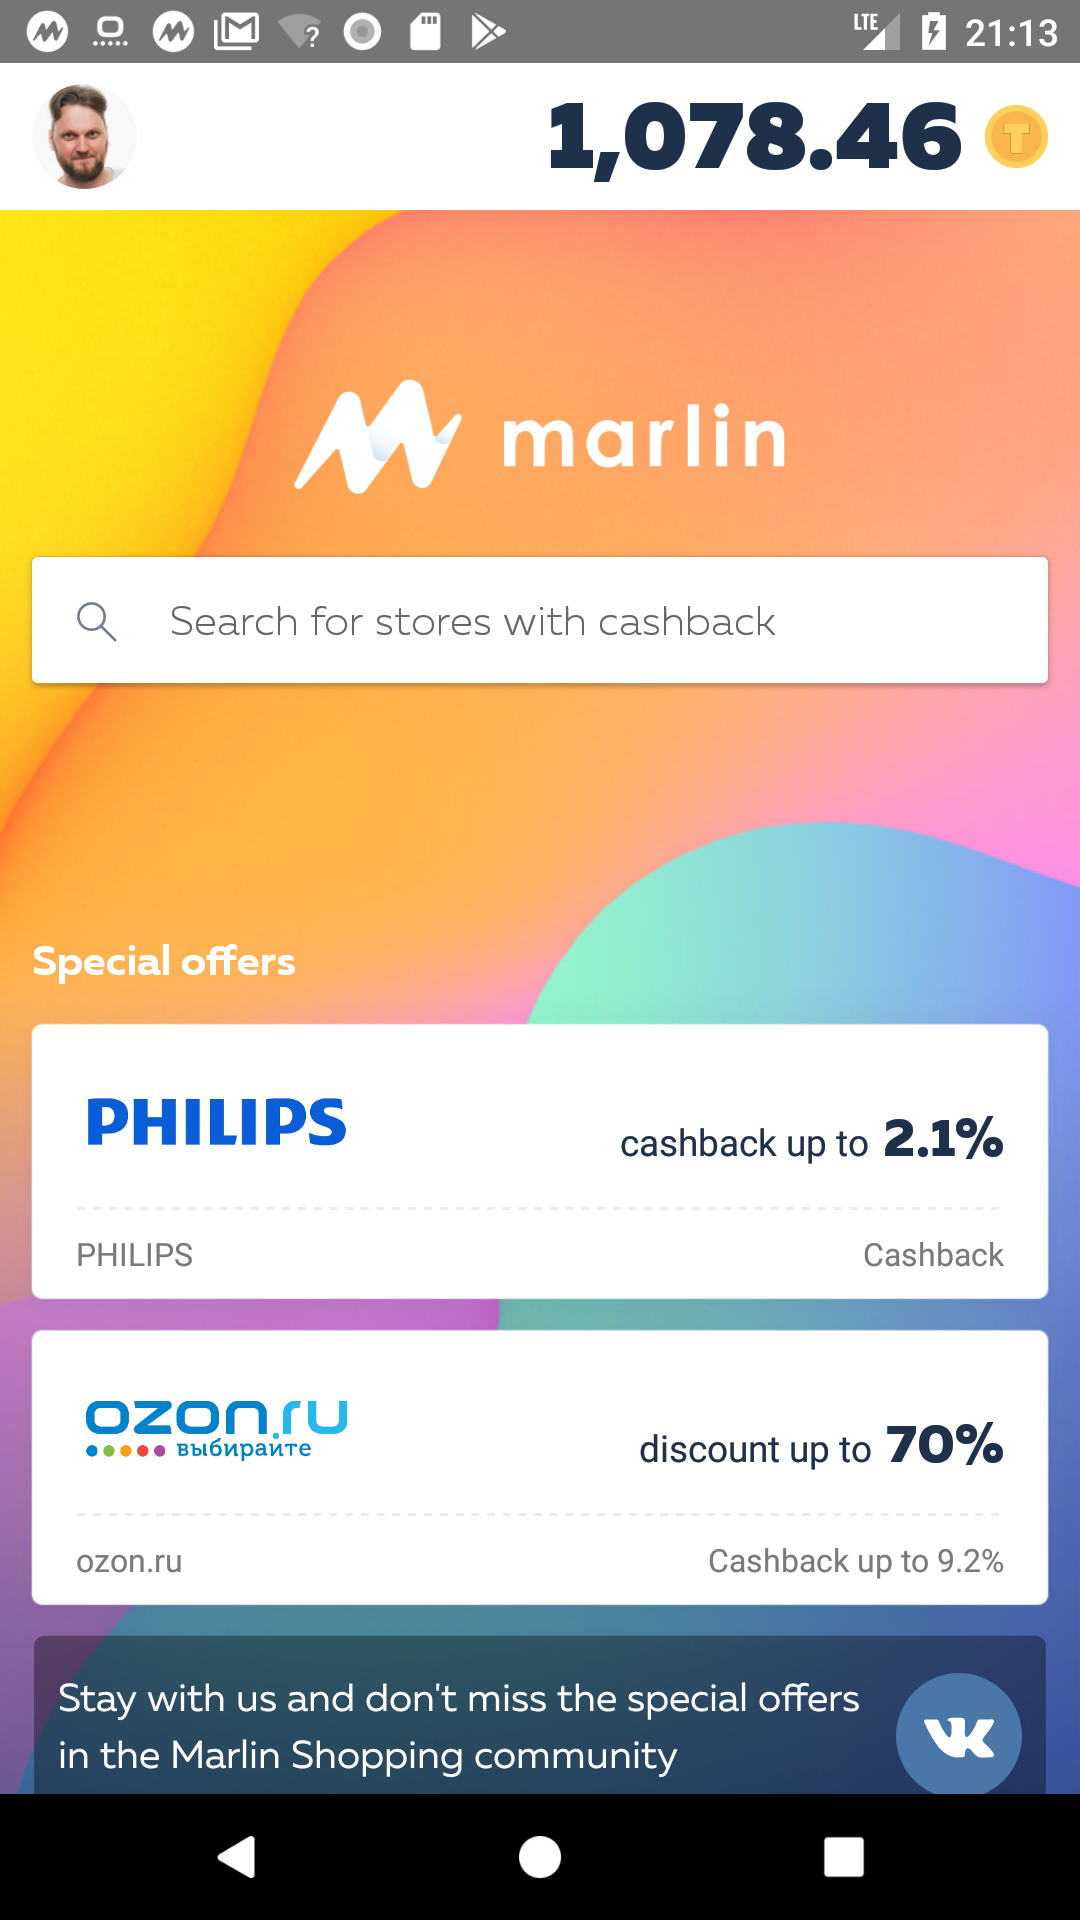 LTE 21:13
1,078.46 T
marlin
Search for stores with cashback
Special offers
PHILIPS
cashback up to 2.1%
PHILIPS Cashback
ozon.ru
выбирайте
discount up to 70%
ozon.ru Cashback up to 9.2%
Stay with us and don't miss the special offers
in the Marlin Shopping community